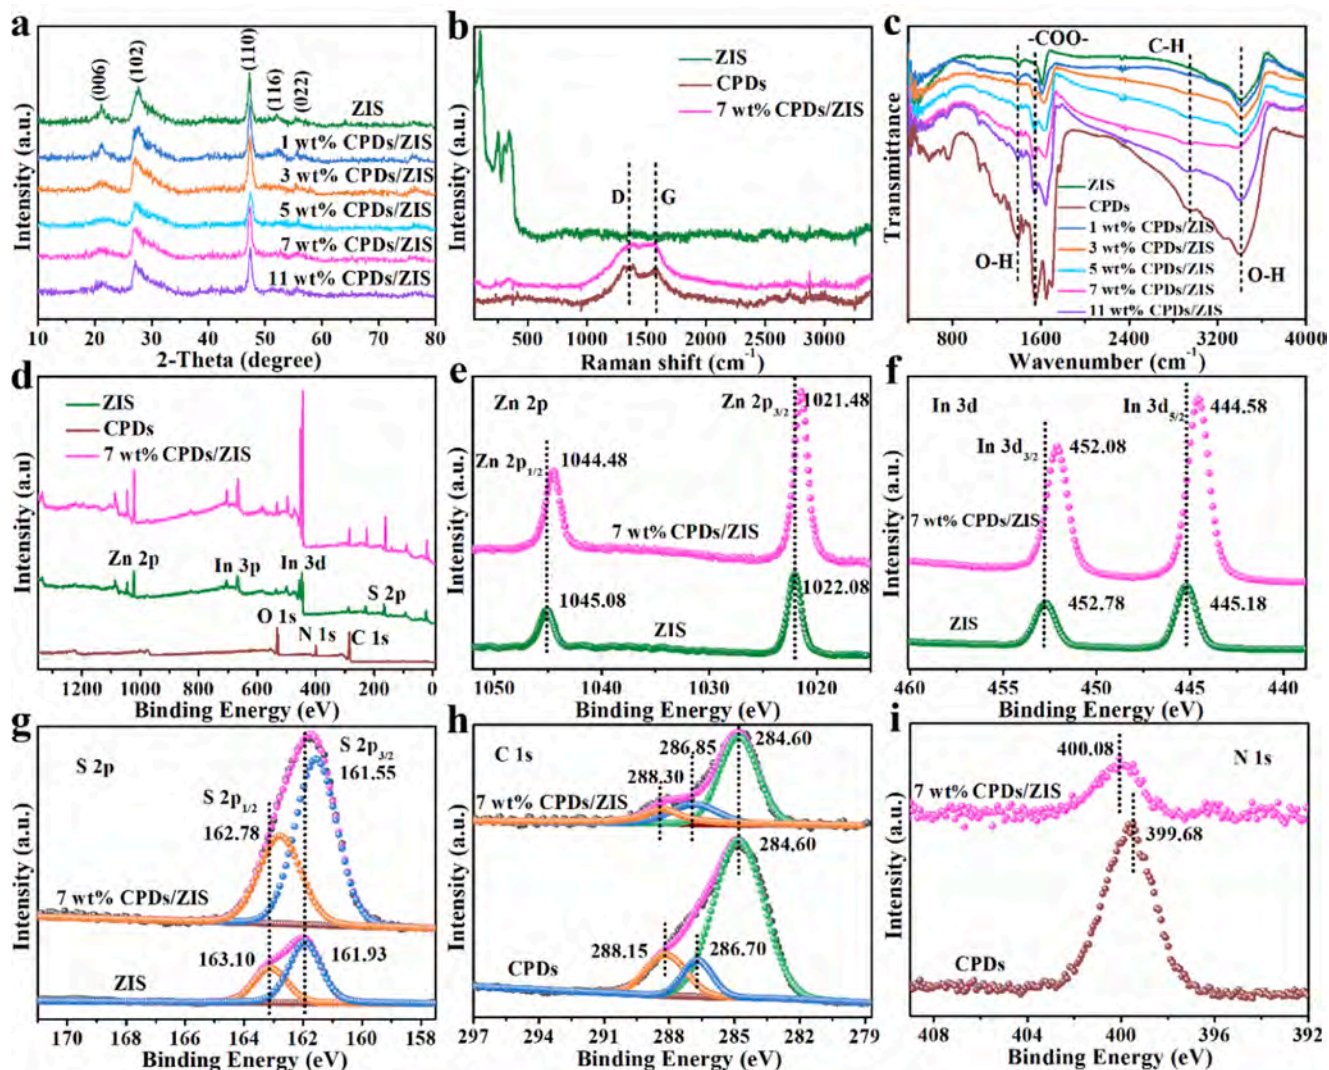 a
(006)
(102)
(110)
(116)
(022)
ZIS
1 wt% CPDs/ZIS
3 wt% CPDs/ZIS
5 wt% CPDs/ZIS
7 wt% CPDs/ZIS
11 wt% CPDs/ZIS
Intensity (a.u.)
10 20 30 40 50 60 70 80
2-Theta (degree)
b
ZIS
CPDs
7 wt% CPDs/ZIS
D G
Intensity (a.u.)
500 1000 1500 2000 2500 3000
Raman shift (cm-1)
c
-COO-
C-H
O-H
O-H
ZIS
CPDs
1 wt% CPDs/ZIS
3 wt% CPDs/ZIS
5 wt% CPDs/ZIS
7 wt% CPDs/ZIS
11 wt% CPDs/ZIS
Transmittance
800 1600 2400 3200 4000
Wavenumber (cm-1)
d
ZIS
CPDs
7 wt% CPDs/ZIS
Zn 2p
In 3p
In 3d
S 2p
O 1s
N 1s
C 1s
Intensity (a.u)
1200 1000 800 600 400 200 0
Binding Energy (eV)
e
Zn 2p
Zn 2p3/2
1021.48
Zn 2p1/2
1044.48
7 wt% CPDs/ZIS
1022.08
1045.08
ZIS
Intensity (a.u.)
1050 1040 1030 1020
Binding Energy (eV)
f
In 3d
In 3d5/2
444.58
In 3d3/2
452.08
7 wt% CPDs/ZIS
452.78
445.18
ZIS
Intensity (a.u.)
460 455 450 445 440
Binding Energy (eV)
g
S 2p
S 2p3/2
161.55
S 2p1/2
162.78
7 wt% CPDs/ZIS
163.10
161.93
ZIS
Intensity (a.u.)
170 168 166 164 162 160 158
Binding Energy (eV)
h
C 1s
286.85
284.60
288.30
7 wt% CPDs/ZIS
284.60
288.15
286.70
CPDs
Intensity (a.u.)
297 294 291 288 285 282 279
Binding Energy (eV)
i
400.08
N 1s
7 wt% CPDs/ZIS
399.68
CPDs
Intensity (a.u.)
408 404 400 396 392
Binding Energy (eV)